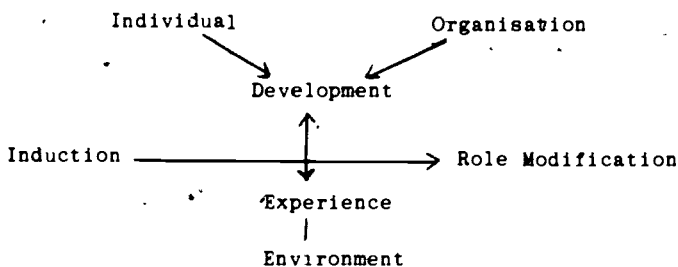 Individual Organisation
Development
Induction Role Modification
Experience
Environment